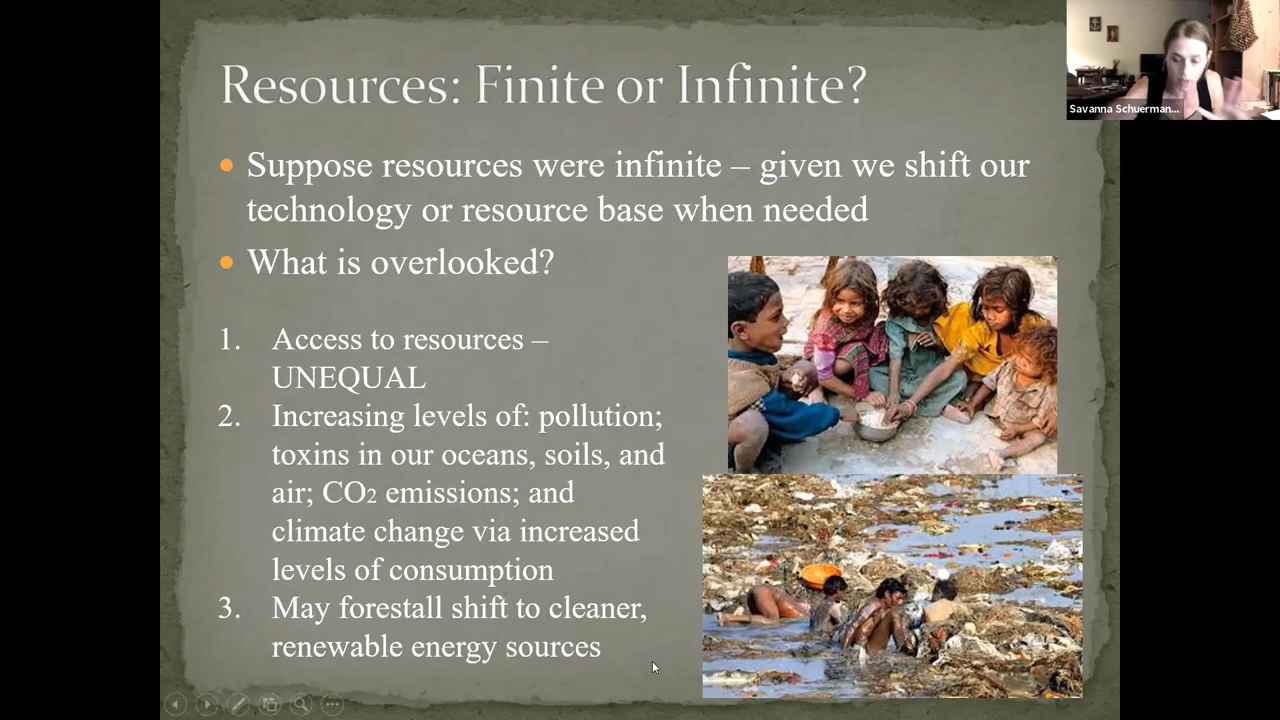 Resources: Finite or Infinite?
Savanna Schuerman...
• Suppose resources were infinite – given we shift our
technology or resource base when needed
• What is overlooked?
1. Access to resources –
UNEQUAL
2. Increasing levels of: pollution;
toxins in our oceans, soils, and
air; CO2 emissions; and
climate change via increased
levels of consumption
3. May forestall shift to cleaner,
renewable energy sources